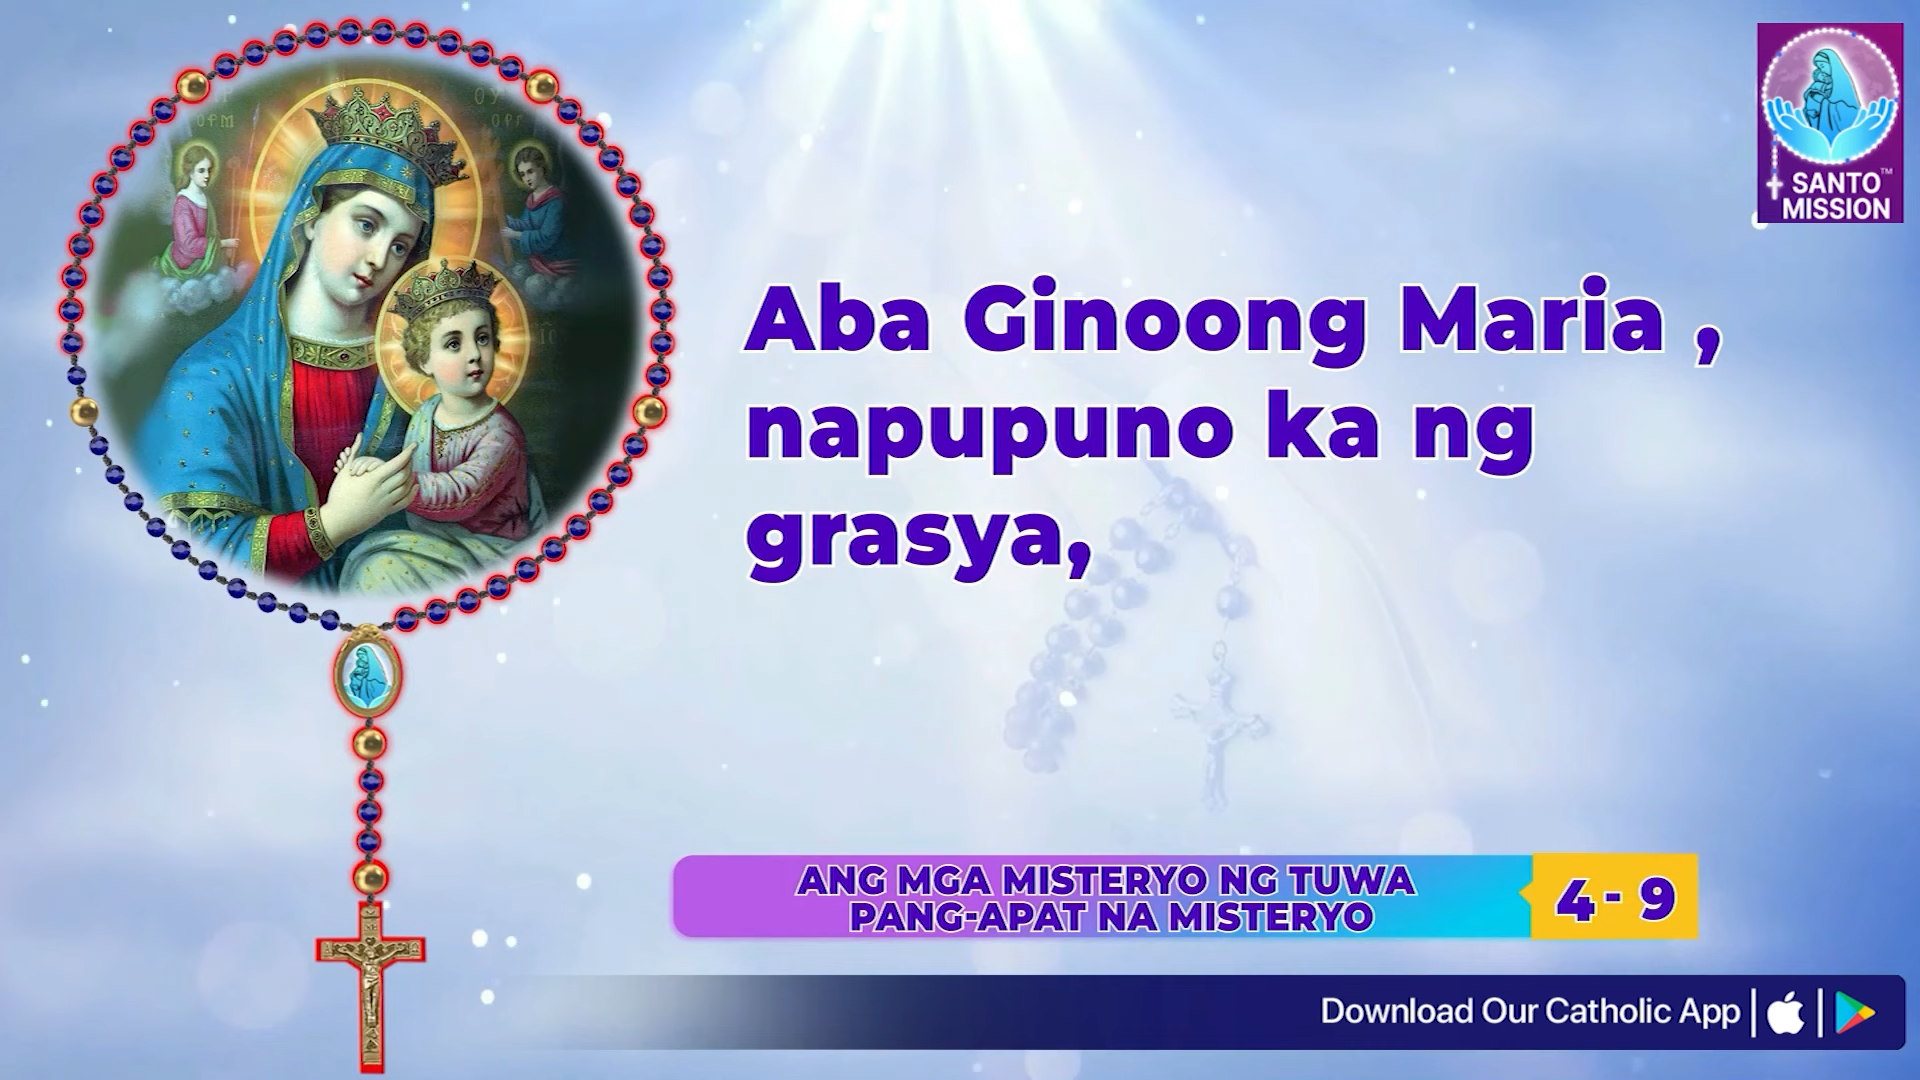 SANTO™
MISSION
Aba Ginoong Maria ,
napupuno ka ng
grasya,
ANG MGA MISTERYO NG TUWA
PANG-APAT NA MISTERYO
4 - 9
Download Our Catholic App